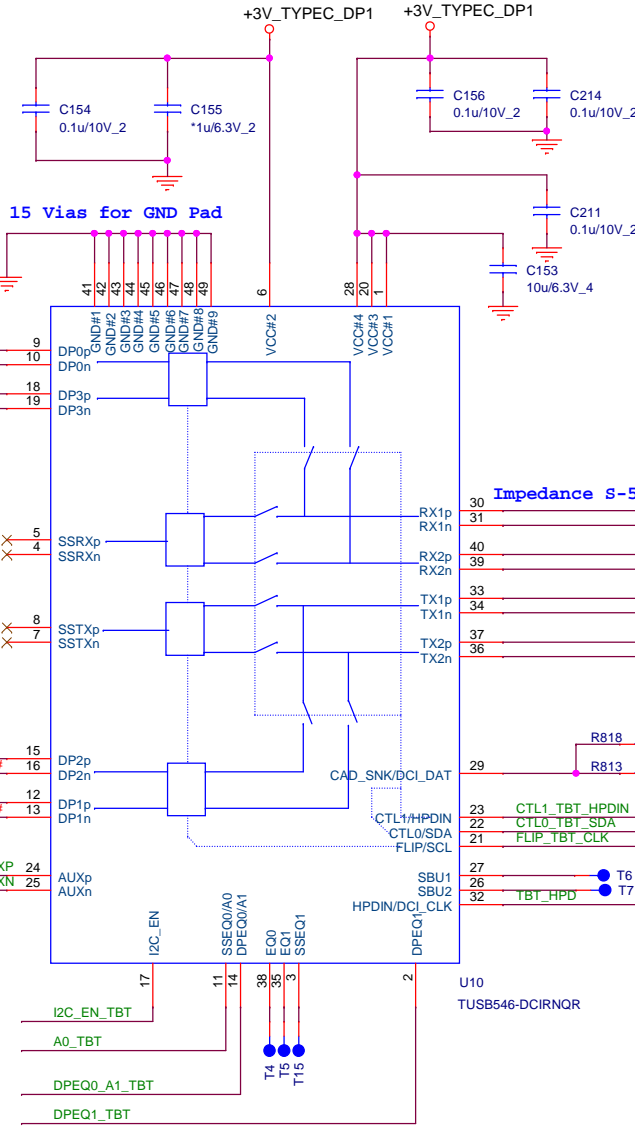 +3V_TYPEC_DP1
+3V_TYPEC_DP1
C154
0.1u/10V_2
C155
*1u/6.3V_2
C156
0.1u/10V_2
C214
0.1u/10V_2
C211
0.1u/10V_2
C153
10u/6.3V_4
15 Vias for GND Pad
41
42
43
44
45
46
47
48
49
6
28
20
1
GND#1
GND#2
GND#3
GND#4
GND#5
GND#6
GND#7
GND#8
GND#9
VCC#2
VCC#4
VCC#3
VCC#1
9
DP0p
10
DP0n
18
DP3p
19
DP3n
5
SSRXp
4
SSRXn
8
SSTXp
7
SSTXn
15
DP2p
16
DP2n
12
DP1p
13
DP1n
XP
24
AUXp
XN
25
AUXn
Impedance S-5
RX1p
30
RX1n
31
RX2p
40
RX2n
39
TX1p
33
TX1n
34
TX2p
37
TX2n
36
R818
CAD_SNK/DCI_DAT
29
R813
CTL1/HPDIN
23
CTL1_TBT_HPDIN
CTL0/SDA
22
CTL0_TBT_SDA
FLIP/SCL
21
FLIP_TBT_CLK
SBU1
27
T6
SBU2
26
T7
HPDIN/DCI_CLK
32
TBT_HPD
I2C_EN
SSEQ0/A0
DPEQ0/A1
EQ0
EQ1
SSEQ1
DPEQ1
17
11
14
38
35
3
2
U10
TUSB546-DCIRNQR
I2C_EN_TBT
A0_TBT
DPEQ0_A1_TBT
DPEQ1_TBT
T4
T5
T15